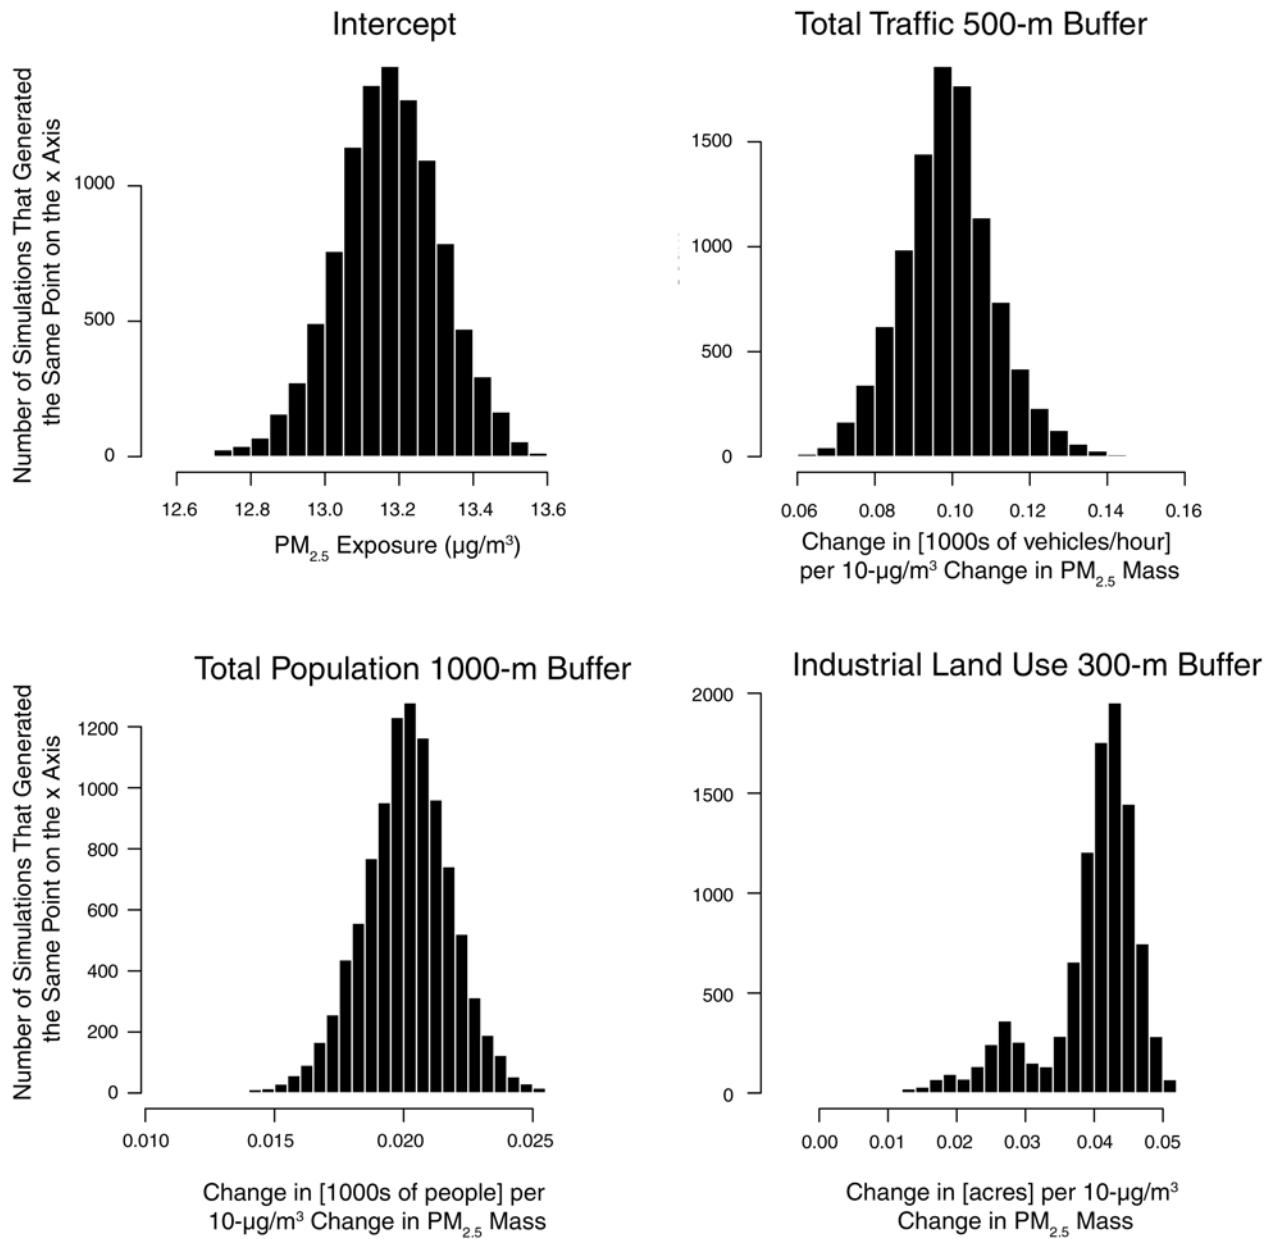 Intercept
Number of Simulations That Generated
the Same Point on the x Axis
1000
500
0
12.6 12.8 13.0 13.2 13.4 13.6
PM2.5 Exposure (µg/m³)
Total Traffic 500-m Buffer
1500
1000
500
0
0.06 0.08 0.10 0.12 0.14 0.16
Change in [1000s of vehicles/hour]
per 10-µg/m³ Change in PM2.5 Mass
Total Population 1000-m Buffer
Number of Simulations That Generated
the Same Point on the x Axis
1200
1000
800
600
400
200
0
0.010 0.015 0.020 0.025
Change in [1000s of people] per
10-µg/m³ Change in PM2.5 Mass
Industrial Land Use 300-m Buffer
2000
1500
1000
500
0
0.00 0.01 0.02 0.03 0.04 0.05
Change in [acres] per 10-µg/m³
Change in PM2.5 Mass